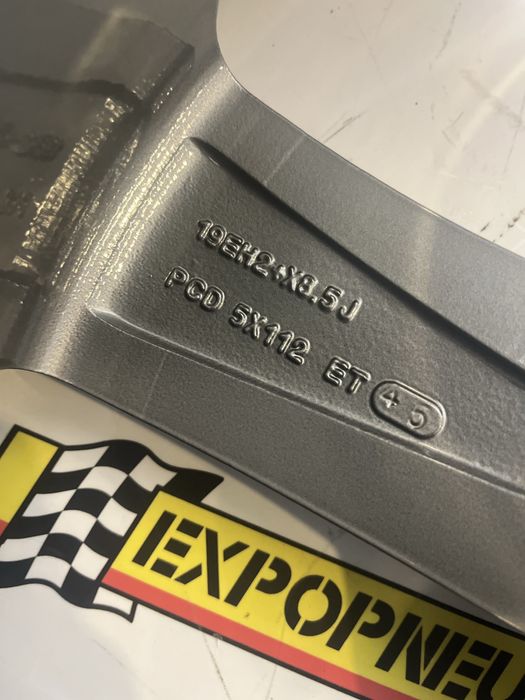 19EH2+X8.5J
PCD 5X112 ET 45
EXPOPNEU